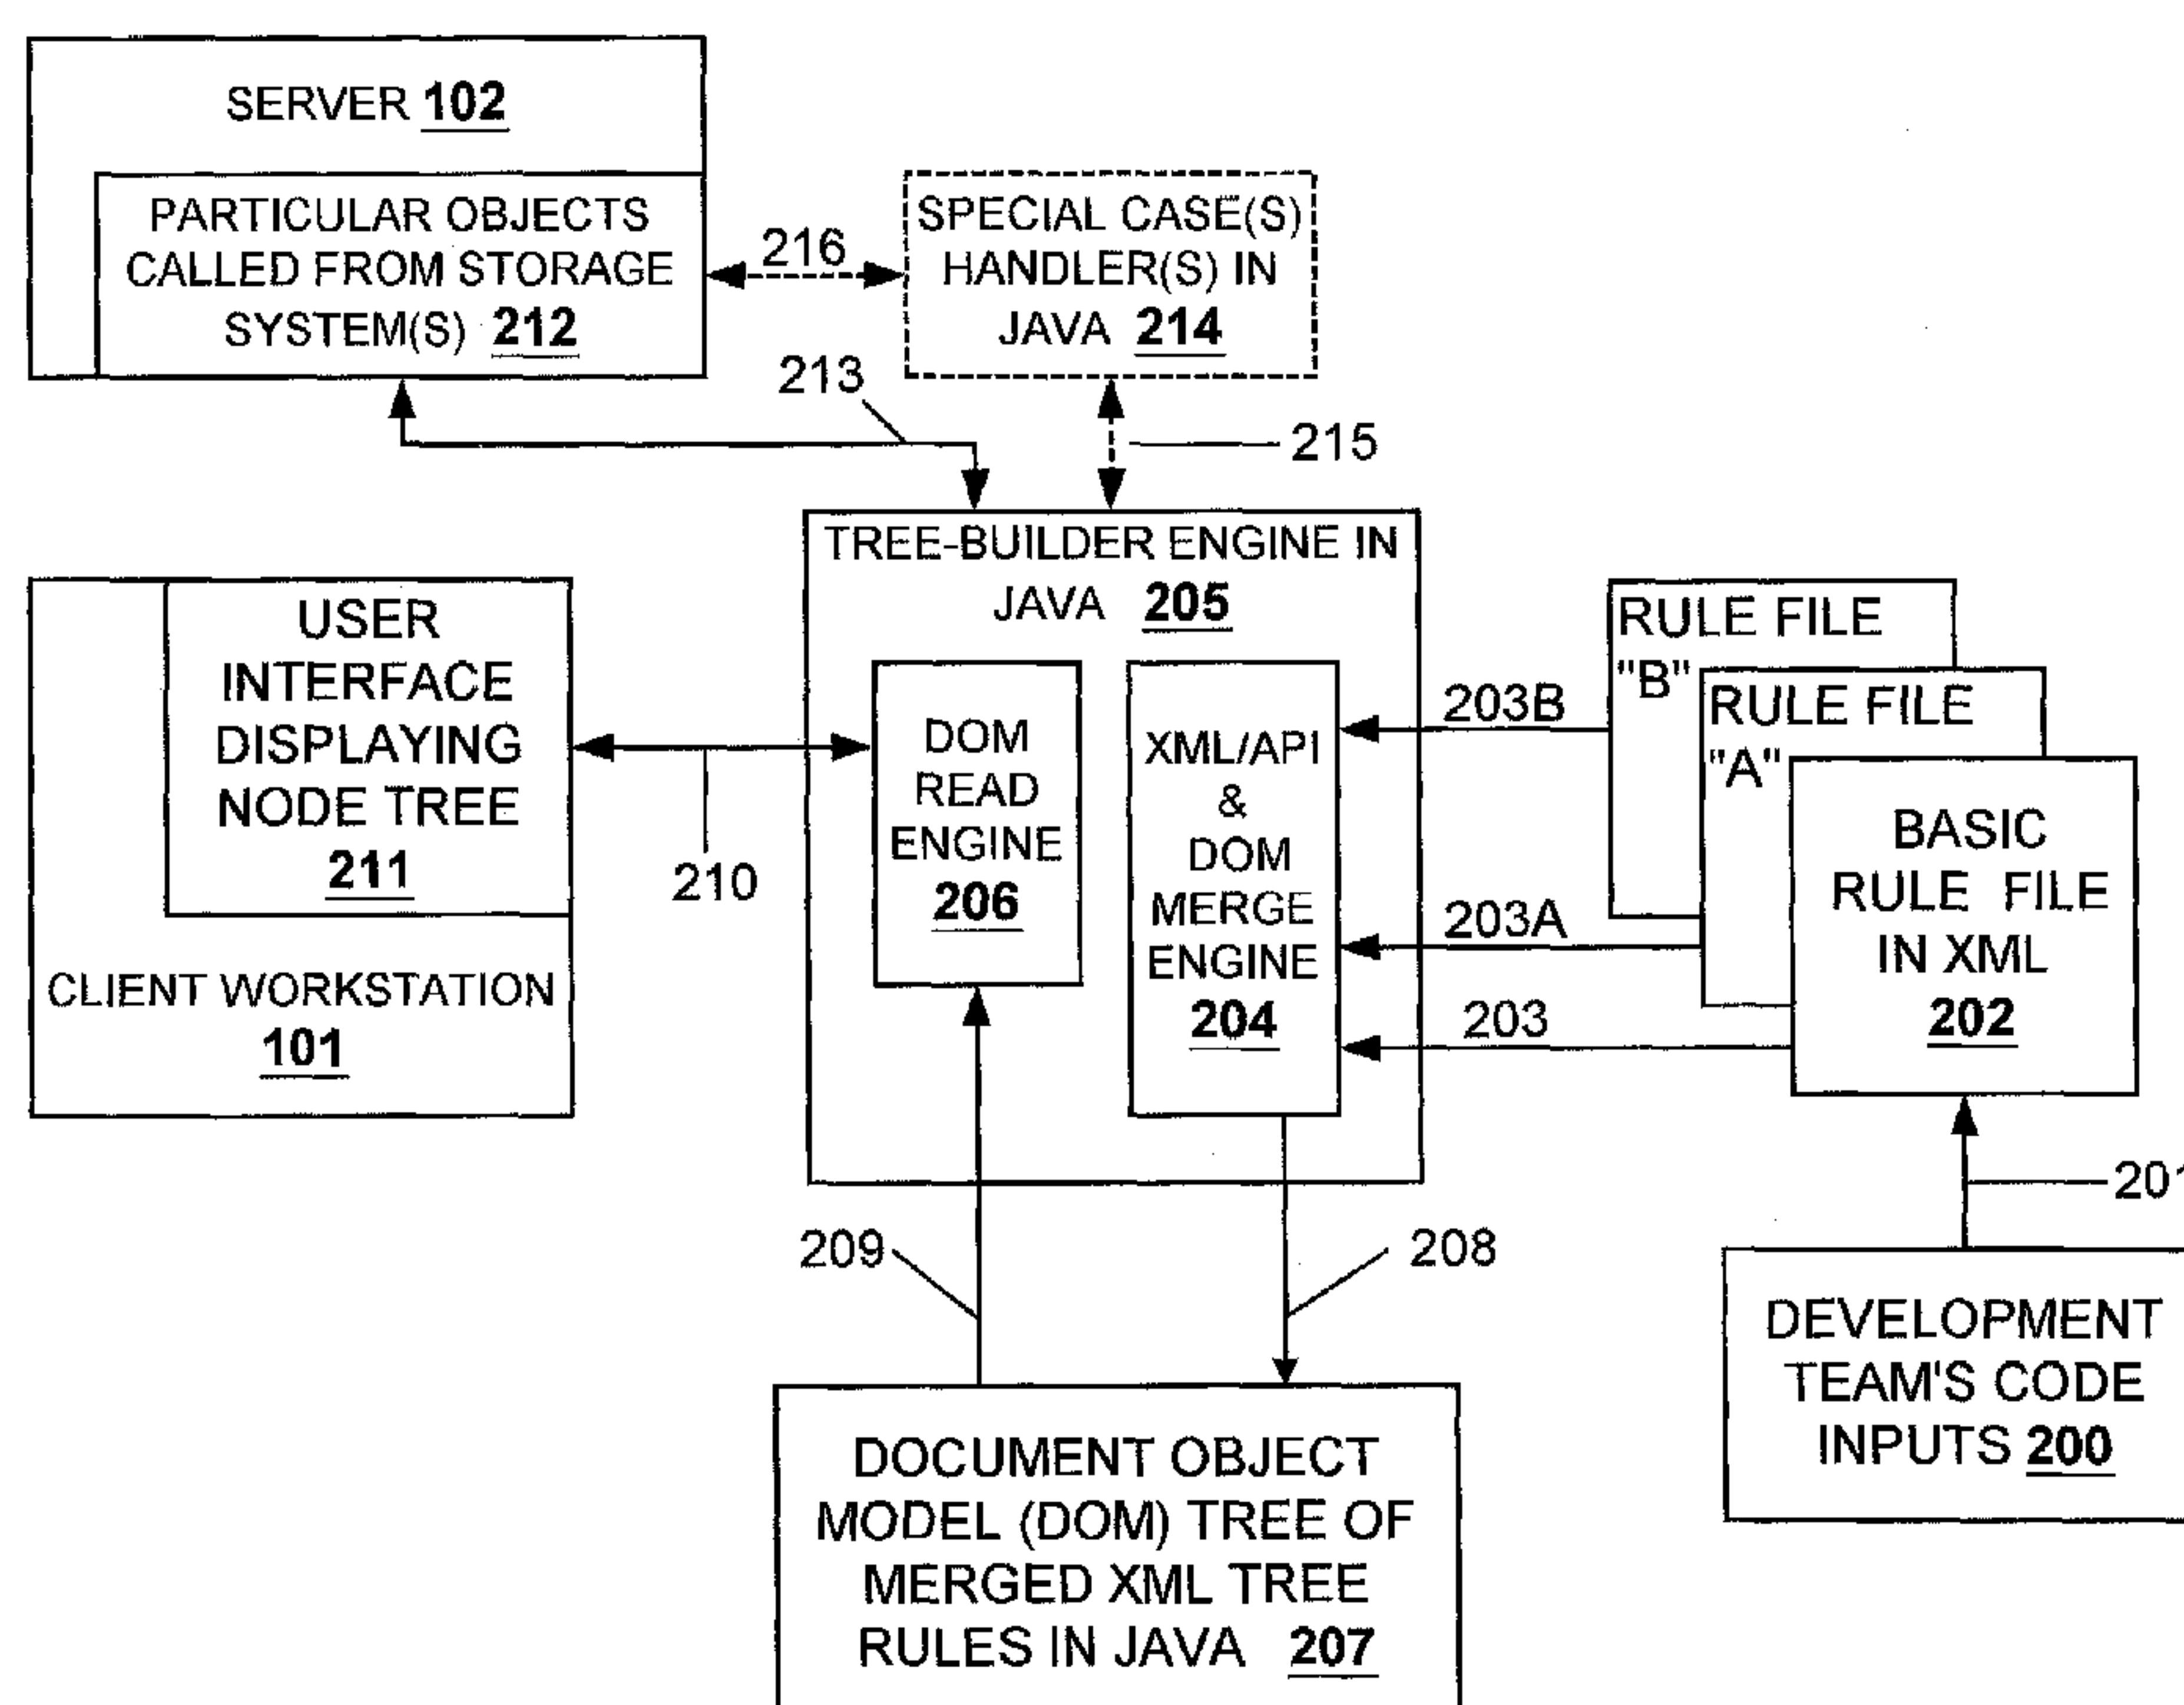 SERVER 102
PARTICULAR OBJECTS
CALLED FROM STORAGE
SYSTEM(S) 212
216
SPECIAL CASE(S)
HANDLER(S) IN
JAVA 214
213
215
TREE-BUILDER ENGINE IN
JAVA 205
USER
INTERFACE
DISPLAYING
NODE TREE
211
CLIENT WORKSTATION
101
210
DOM
READ
ENGINE
206
XML/API
&
DOM
MERGE
ENGINE
204
203B
203A
203
RULE FILE
"B"
RULE FILE
"A"
BASIC
RULE FILE
IN XML
202
201
209
208
DEVELOPMENT
TEAM'S CODE
INPUTS 200
DOCUMENT OBJECT
MODEL (DOM) TREE OF
MERGED XML TREE
RULES IN JAVA 207